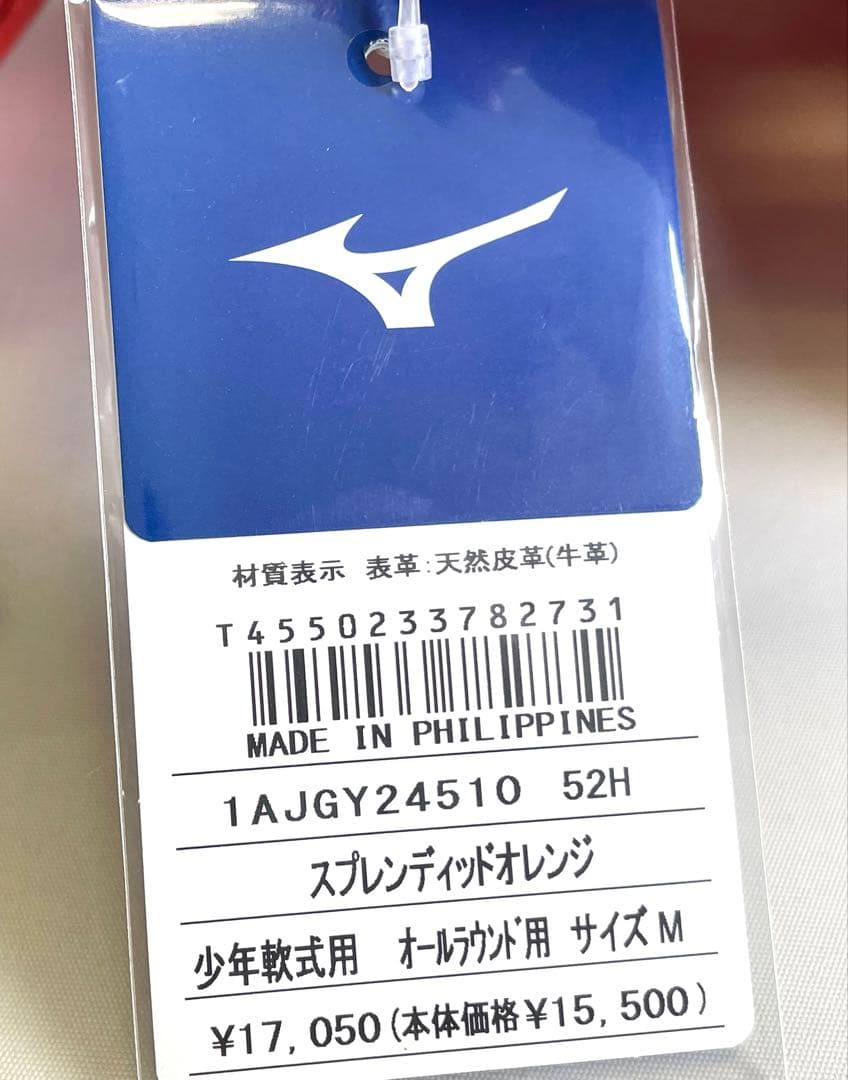 材質表示 表革:天然皮革(牛革)
T4550233782731
MADE IN PHILIPPINES
1AJGY24510 52H
スプレンディッドオレンジ
少年軟式用 オールラウンド用 サイズM
¥17,050(本体価格¥15,500)